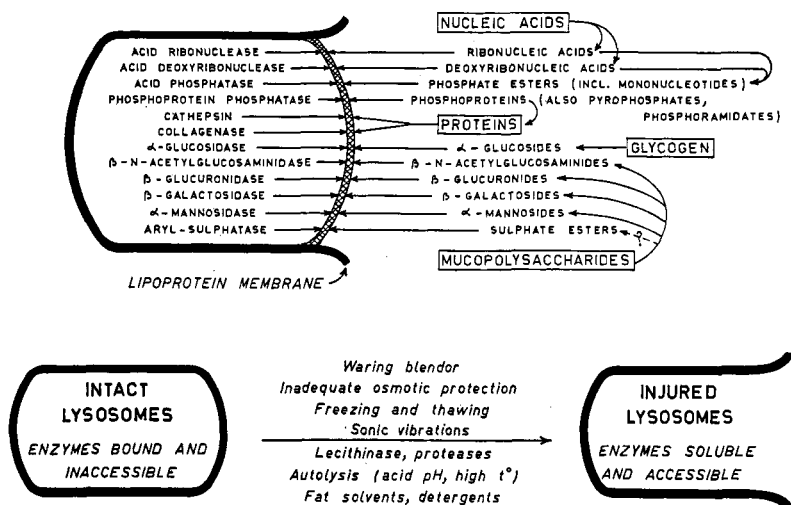 NUCLEIC ACIDS
ACID RIBONUCLEASE RIBONUCLEIC ACIDS
ACID DEOXYRIBONUCLEASE DEOXYRIBONUCLEIC ACIDS
ACID PHOSPHATASE PHOSPHATE ESTERS (INCL. MONONUCLEOTIDES)
PHOSPHOPROTEIN PHOSPHATASE PHOSPHOPROTEINS (ALSO PYROPHOSPHATES,
PHOSPHORAMIDATES)
CATHEPSIN
PROTEINS
COLLAGENASE
α-GLUCOSIDASE α-GLUCOSIDES GLYCOGEN
β-N-ACETYLGLUCOSAMINIDASE β-N-ACETYLGLUCOSAMINIDES
β-GLUCURONIDASE β-GLUCURONIDES
β-GALACTOSIDASE β-GALACTOSIDES
α-MANNOSIDASE α-MANNOSIDES
ARYL-SULPHATASE SULPHATE ESTERS ?
MUCOPOLYSACCHARIDES
LIPOPROTEIN MEMBRANE
INTACT
LYSOSOMES
ENZYMES BOUND AND
INACCESSIBLE
Waring blendor
Inadequate osmotic protection
Freezing and thawing
Sonic vibrations
Lecithinase, proteases
Autolysis (acid pH, high t°)
Fat solvents, detergents
INJURED
LYSOSOMES
ENZYMES SOLUBLE
AND ACCESSIBLE